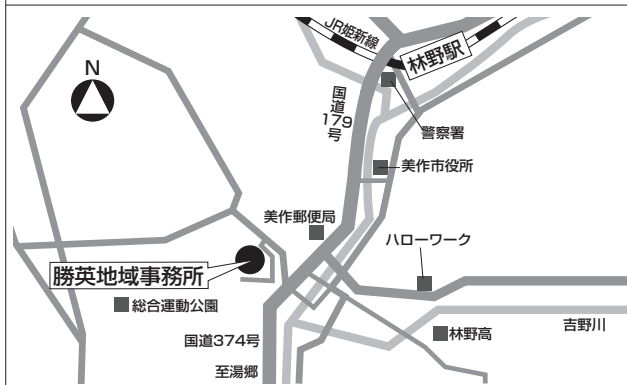 JR姫新線
林野駅
N
国道179号
警察署
美作市役所
美作郵便局
ハローワーク
勝英地域事務所
総合運動公園
国道374号
林野高
吉野川
至湯郷